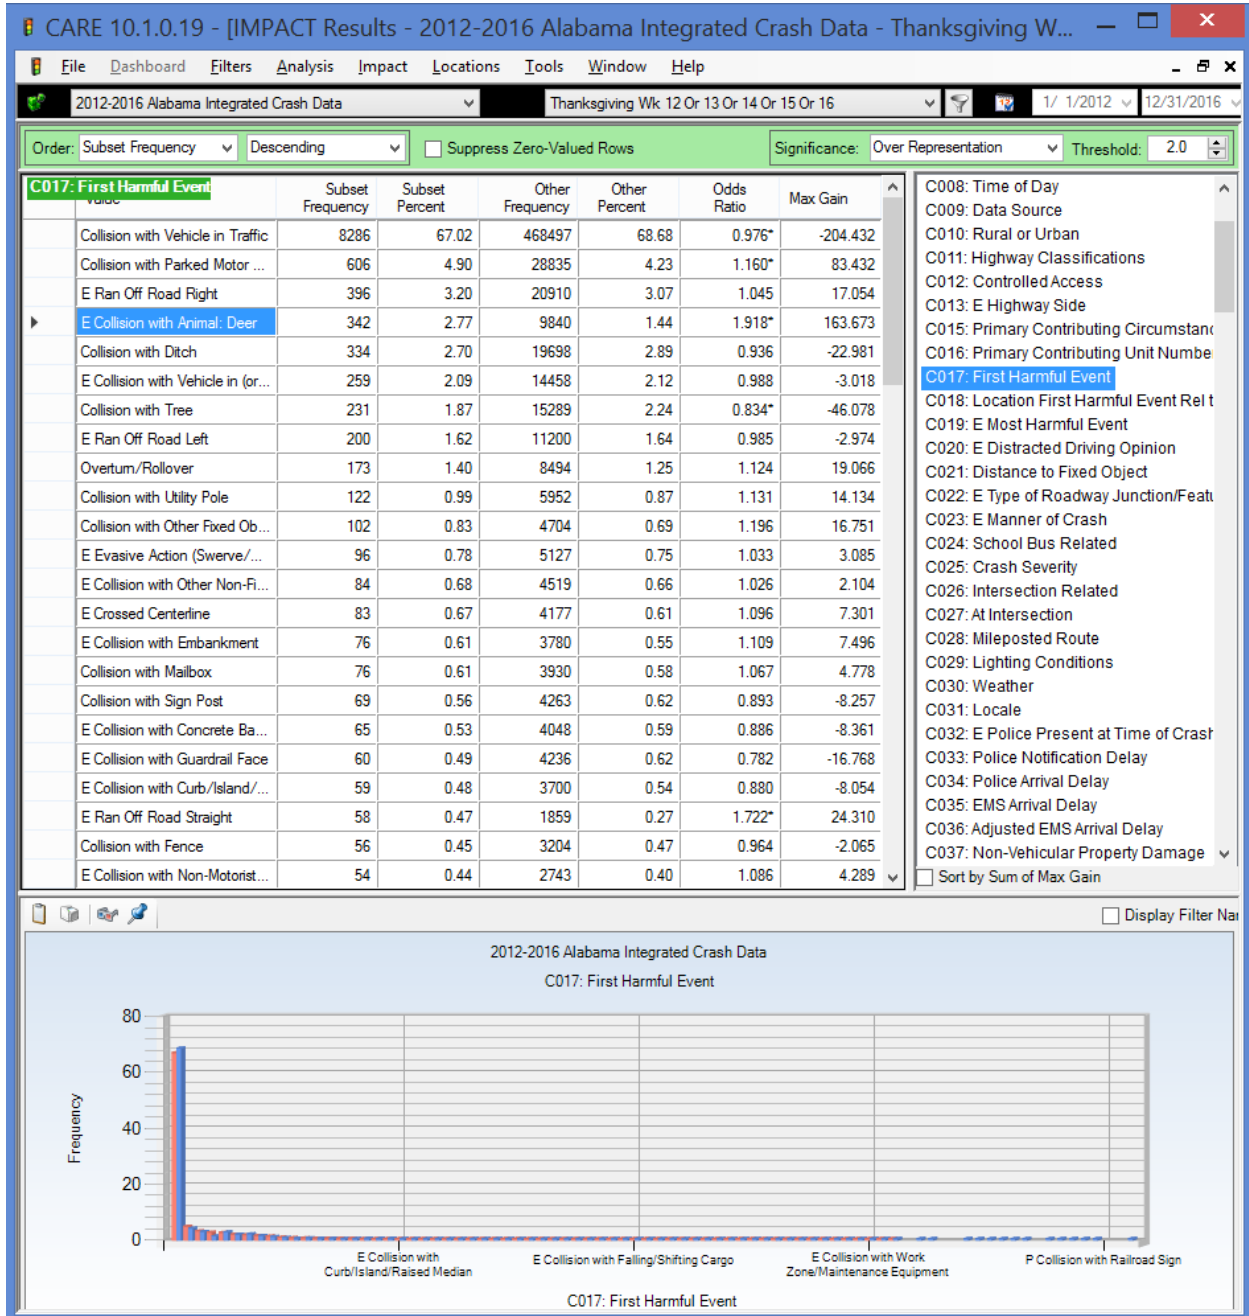 CARE 10.1.0.19 - [IMPACT Results - 2012-2016 Alabama Integrated Crash Data - Thanksgiving W...
File Dashboard Filters Analysis Impact Locations Tools Window Help
2012-2016 Alabama Integrated Crash Data Thanksgiving Wk 12 Or 13 Or 14 Or 15 Or 16 1/ 1/2012 12/31/2016
Order: Subset Frequency Descending Suppress Zero-Valued Rows Significance: Over Representation Threshold: 2.0
C017: First Harmful Event
Value Subset Frequency Subset Percent Other Frequency Other Percent Odds Ratio Max Gain
Collision with Vehicle in Traffic 8286 67.02 468497 68.68 0.976* -204.432
Collision with Parked Motor ... 606 4.90 28835 4.23 1.160* 83.432
E Ran Off Road Right 396 3.20 20910 3.07 1.045 17.054
E Collision with Animal: Deer 342 2.77 9840 1.44 1.918* 163.673
Collision with Ditch 334 2.70 19698 2.89 0.936 -22.981
E Collision with Vehicle in (or... 259 2.09 14458 2.12 0.988 -3.018
Collision with Tree 231 1.87 15289 2.24 0.834* -46.078
E Ran Off Road Left 200 1.62 11200 1.64 0.985 -2.974
Overturn/Rollover 173 1.40 8494 1.25 1.124 19.066
Collision with Utility Pole 122 0.99 5952 0.87 1.131 14.134
Collision with Other Fixed Ob... 102 0.83 4704 0.69 1.196 16.751
E Evasive Action (Swerve/... 96 0.78 5127 0.75 1.033 3.085
E Collision with Other Non-Fi... 84 0.68 4519 0.66 1.026 2.104
E Crossed Centerline 83 0.67 4177 0.61 1.096 7.301
E Collision with Embankment 76 0.61 3780 0.55 1.109 7.496
Collision with Mailbox 76 0.61 3930 0.58 1.067 4.778
Collision with Sign Post 69 0.56 4263 0.62 0.893 -8.257
E Collision with Concrete Ba... 65 0.53 4048 0.59 0.886 -8.361
E Collision with Guardrail Face 60 0.49 4236 0.62 0.782 -16.768
E Collision with Curb/Island/... 59 0.48 3700 0.54 0.880 -8.054
E Ran Off Road Straight 58 0.47 1859 0.27 1.722* 24.310
Collision with Fence 56 0.45 3204 0.47 0.964 -2.065
E Collision with Non-Motorist... 54 0.44 2743 0.40 1.086 4.289
C008: Time of Day
C009: Data Source
C010: Rural or Urban
C011: Highway Classifications
C012: Controlled Access
C013: E Highway Side
C015: Primary Contributing Circumstanc
C016: Primary Contributing Unit Number
C017: First Harmful Event
C018: Location First Harmful Event Rel t
C019: E Most Harmful Event
C020: E Distracted Driving Opinion
C021: Distance to Fixed Object
C022: E Type of Roadway Junction/Featu
C023: E Manner of Crash
C024: School Bus Related
C025: Crash Severity
C026: Intersection Related
C027: At Intersection
C028: Mileposted Route
C029: Lighting Conditions
C030: Weather
C031: Locale
C032: E Police Present at Time of Crash
C033: Police Notification Delay
C034: Police Arrival Delay
C035: EMS Arrival Delay
C036: Adjusted EMS Arrival Delay
C037: Non-Vehicular Property Damage
Sort by Sum of Max Gain
Display Filter Nar
2012-2016 Alabama Integrated Crash Data
C017: First Harmful Event
Frequency
80
60
40
20
0
E Collision with
Curb/Island/Raised Median
E Collision with Falling/Shifting Cargo
E Collision with Work
Zone/Maintenance Equipment
P Collision with Railroad Sign
C017: First Harmful Event